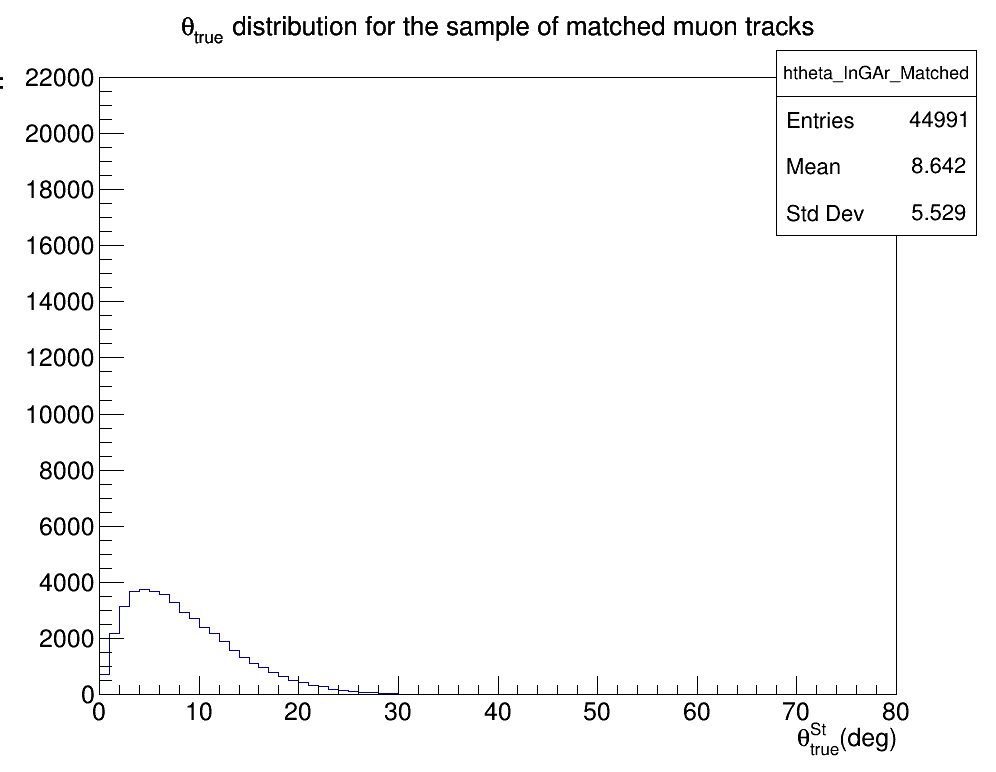 θtrue distribution for the sample of matched muon tracks
htheta_InGAr_Matched
Entries 44991
Mean 8.642
Std Dev 5.529
22000
20000
18000
16000
14000
12000
10000
8000
6000
4000
2000
0
0 10 20 30 40 50 60 70 80
θ^St_true(deg)